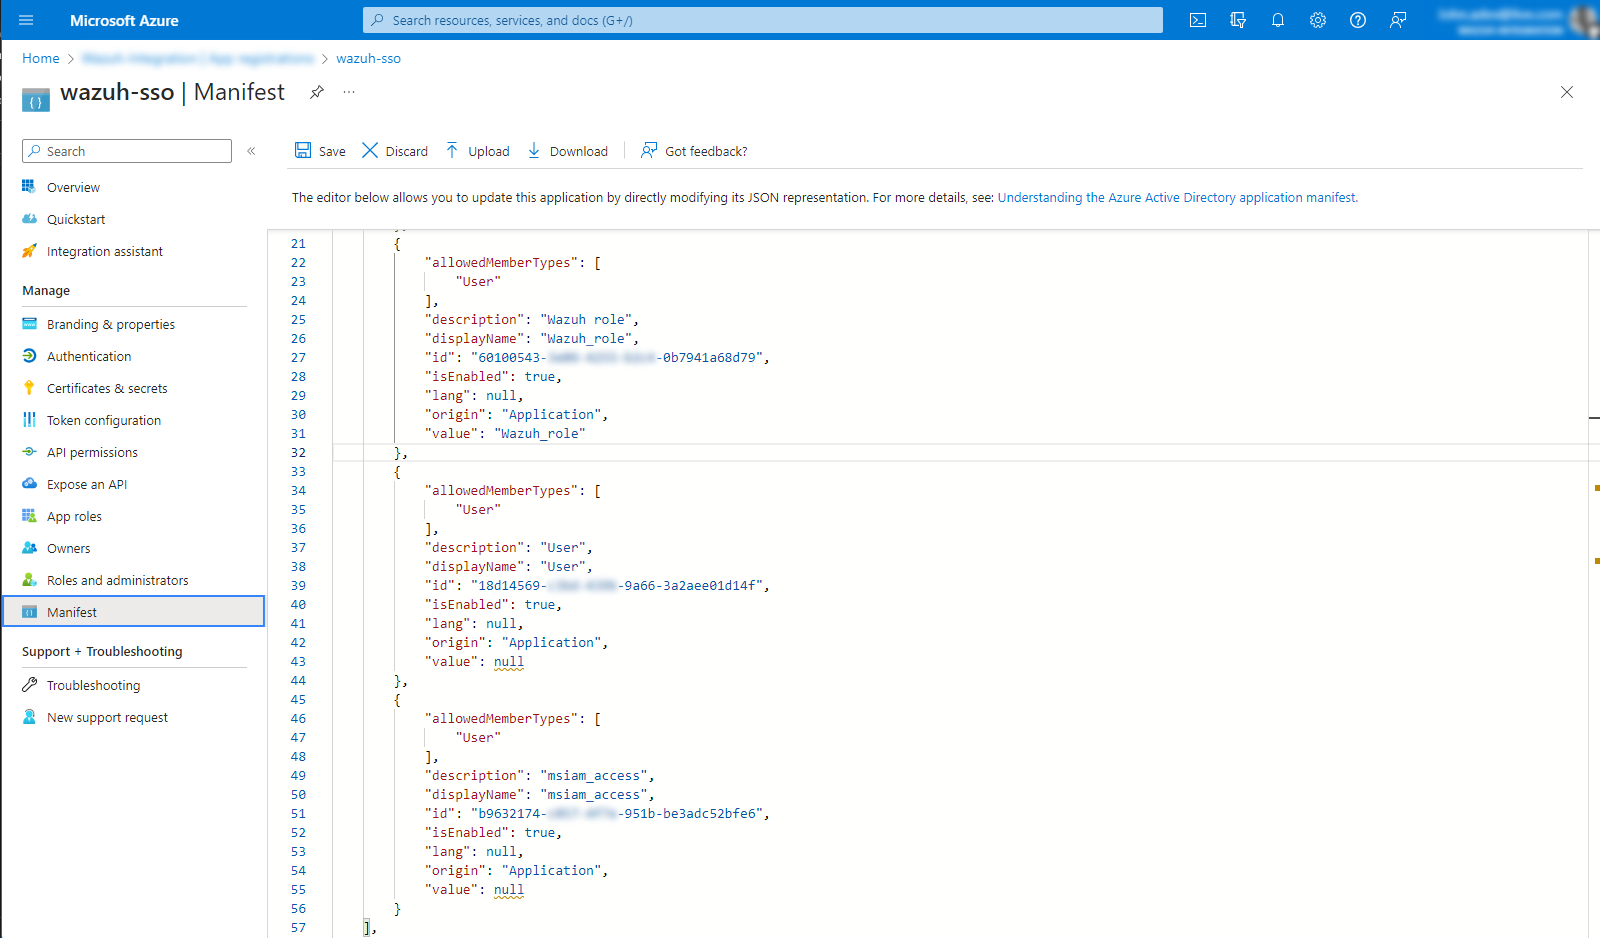 Microsoft Azure
Search resources, services, and docs (G+/)
Home > wazuh-sso
wazuh-sso | Manifest
Search
Save
Discard
Upload
Download
Got feedback?
The editor below allows you to update this application by directly modifying its JSON representation. For more details, see: Understanding the Azure Active Directory application manifest.
Overview
Quickstart
Integration assistant
Manage
Branding & properties
Authentication
Certificates & secrets
Token configuration
API permissions
Expose an API
App roles
Owners
Roles and administrators
Manifest
Support + Troubleshooting
Troubleshooting
New support request
21 {
22 "allowedMemberTypes": [
23 "User"
24 ],
25 "description": "Wazuh role",
26 "displayName": "Wazuh_role",
27 "id": "60100543- -0b7941a68d79",
28 "isEnabled": true,
29 "lang": null,
30 "origin": "Application",
31 "value": "Wazuh_role"
32 },
33 {
34 "allowedMemberTypes": [
35 "User"
36 ],
37 "description": "User",
38 "displayName": "User",
39 "id": "18d14569- -9a66-3a2aee01d14f",
40 "isEnabled": true,
41 "lang": null,
42 "origin": "Application",
43 "value": null
44 },
45 {
46 "allowedMemberTypes": [
47 "User"
48 ],
49 "description": "msiam_access",
50 "displayName": "msiam_access",
51 "id": "b9632174- -951b-be3adc52bfe6",
52 "isEnabled": true,
53 "lang": null,
54 "origin": "Application",
55 "value": null
56 }
57 ],